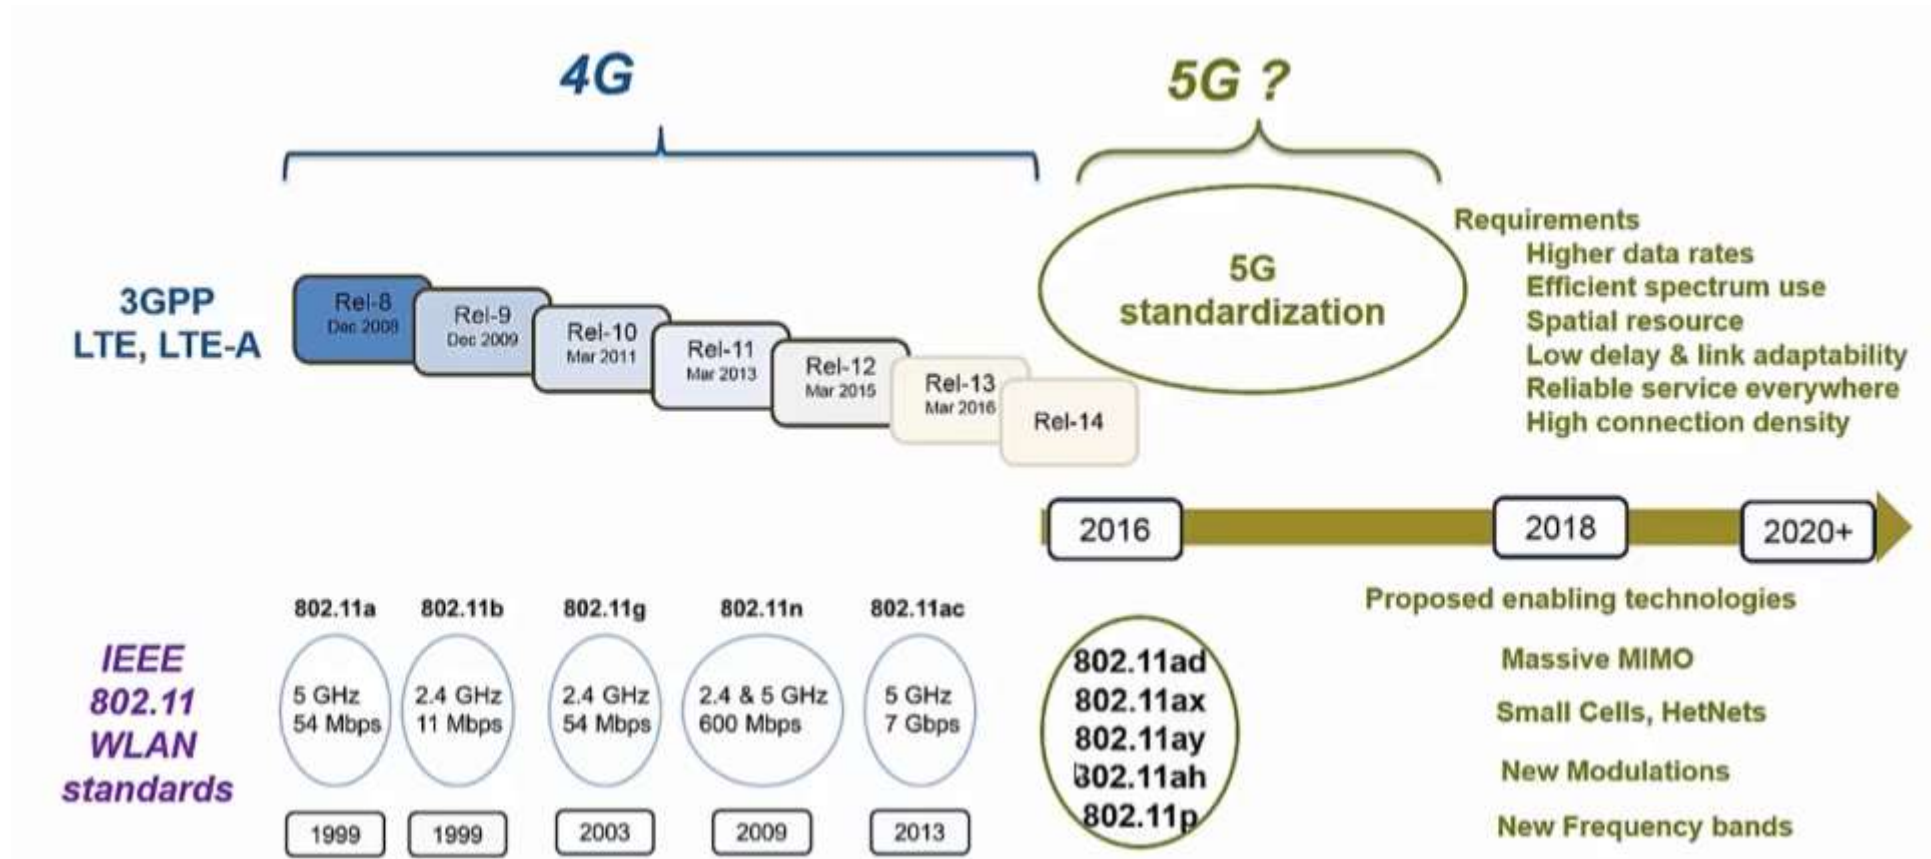 4G
5G ?
3GPP
LTE, LTE-A
Rel-8
Dec 2008
Rel-9
Dec 2009
Rel-10
Mar 2011
Rel-11
Mar 2013
Rel-12
Mar 2015
Rel-13
Mar 2016
Rel-14
5G
standardization
Requirements
Higher data rates
Efficient spectrum use
Spatial resource
Low delay & link adaptability
Reliable service everywhere
High connection density
2016
2018
2020+
IEEE
802.11
WLAN
standards
802.11a
5 GHz
54 Mbps
1999
802.11b
2.4 GHz
11 Mbps
1999
802.11g
2.4 GHz
54 Mbps
2003
802.11n
2.4 & 5 GHz
600 Mbps
2009
802.11ac
5 GHz
7 Gbps
2013
802.11ad
802.11ax
802.11ay
802.11ah
802.11p
Proposed enabling technologies
Massive MIMO
Small Cells, HetNets
New Modulations
New Frequency bands